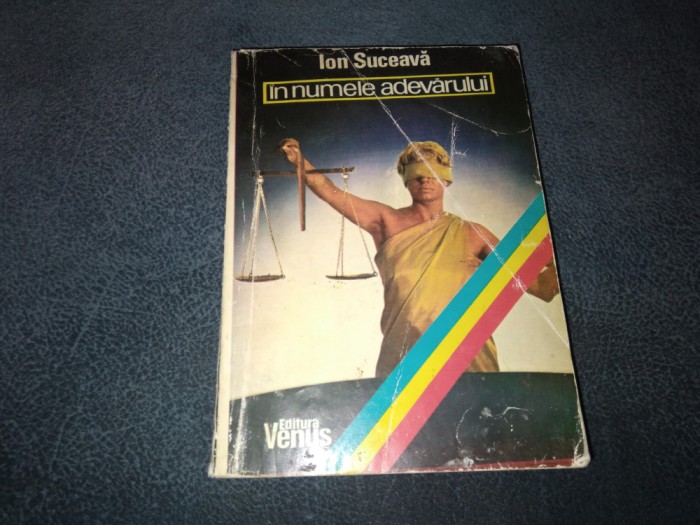 Ion Suceavă
În numele adevărului
Editura
Venus